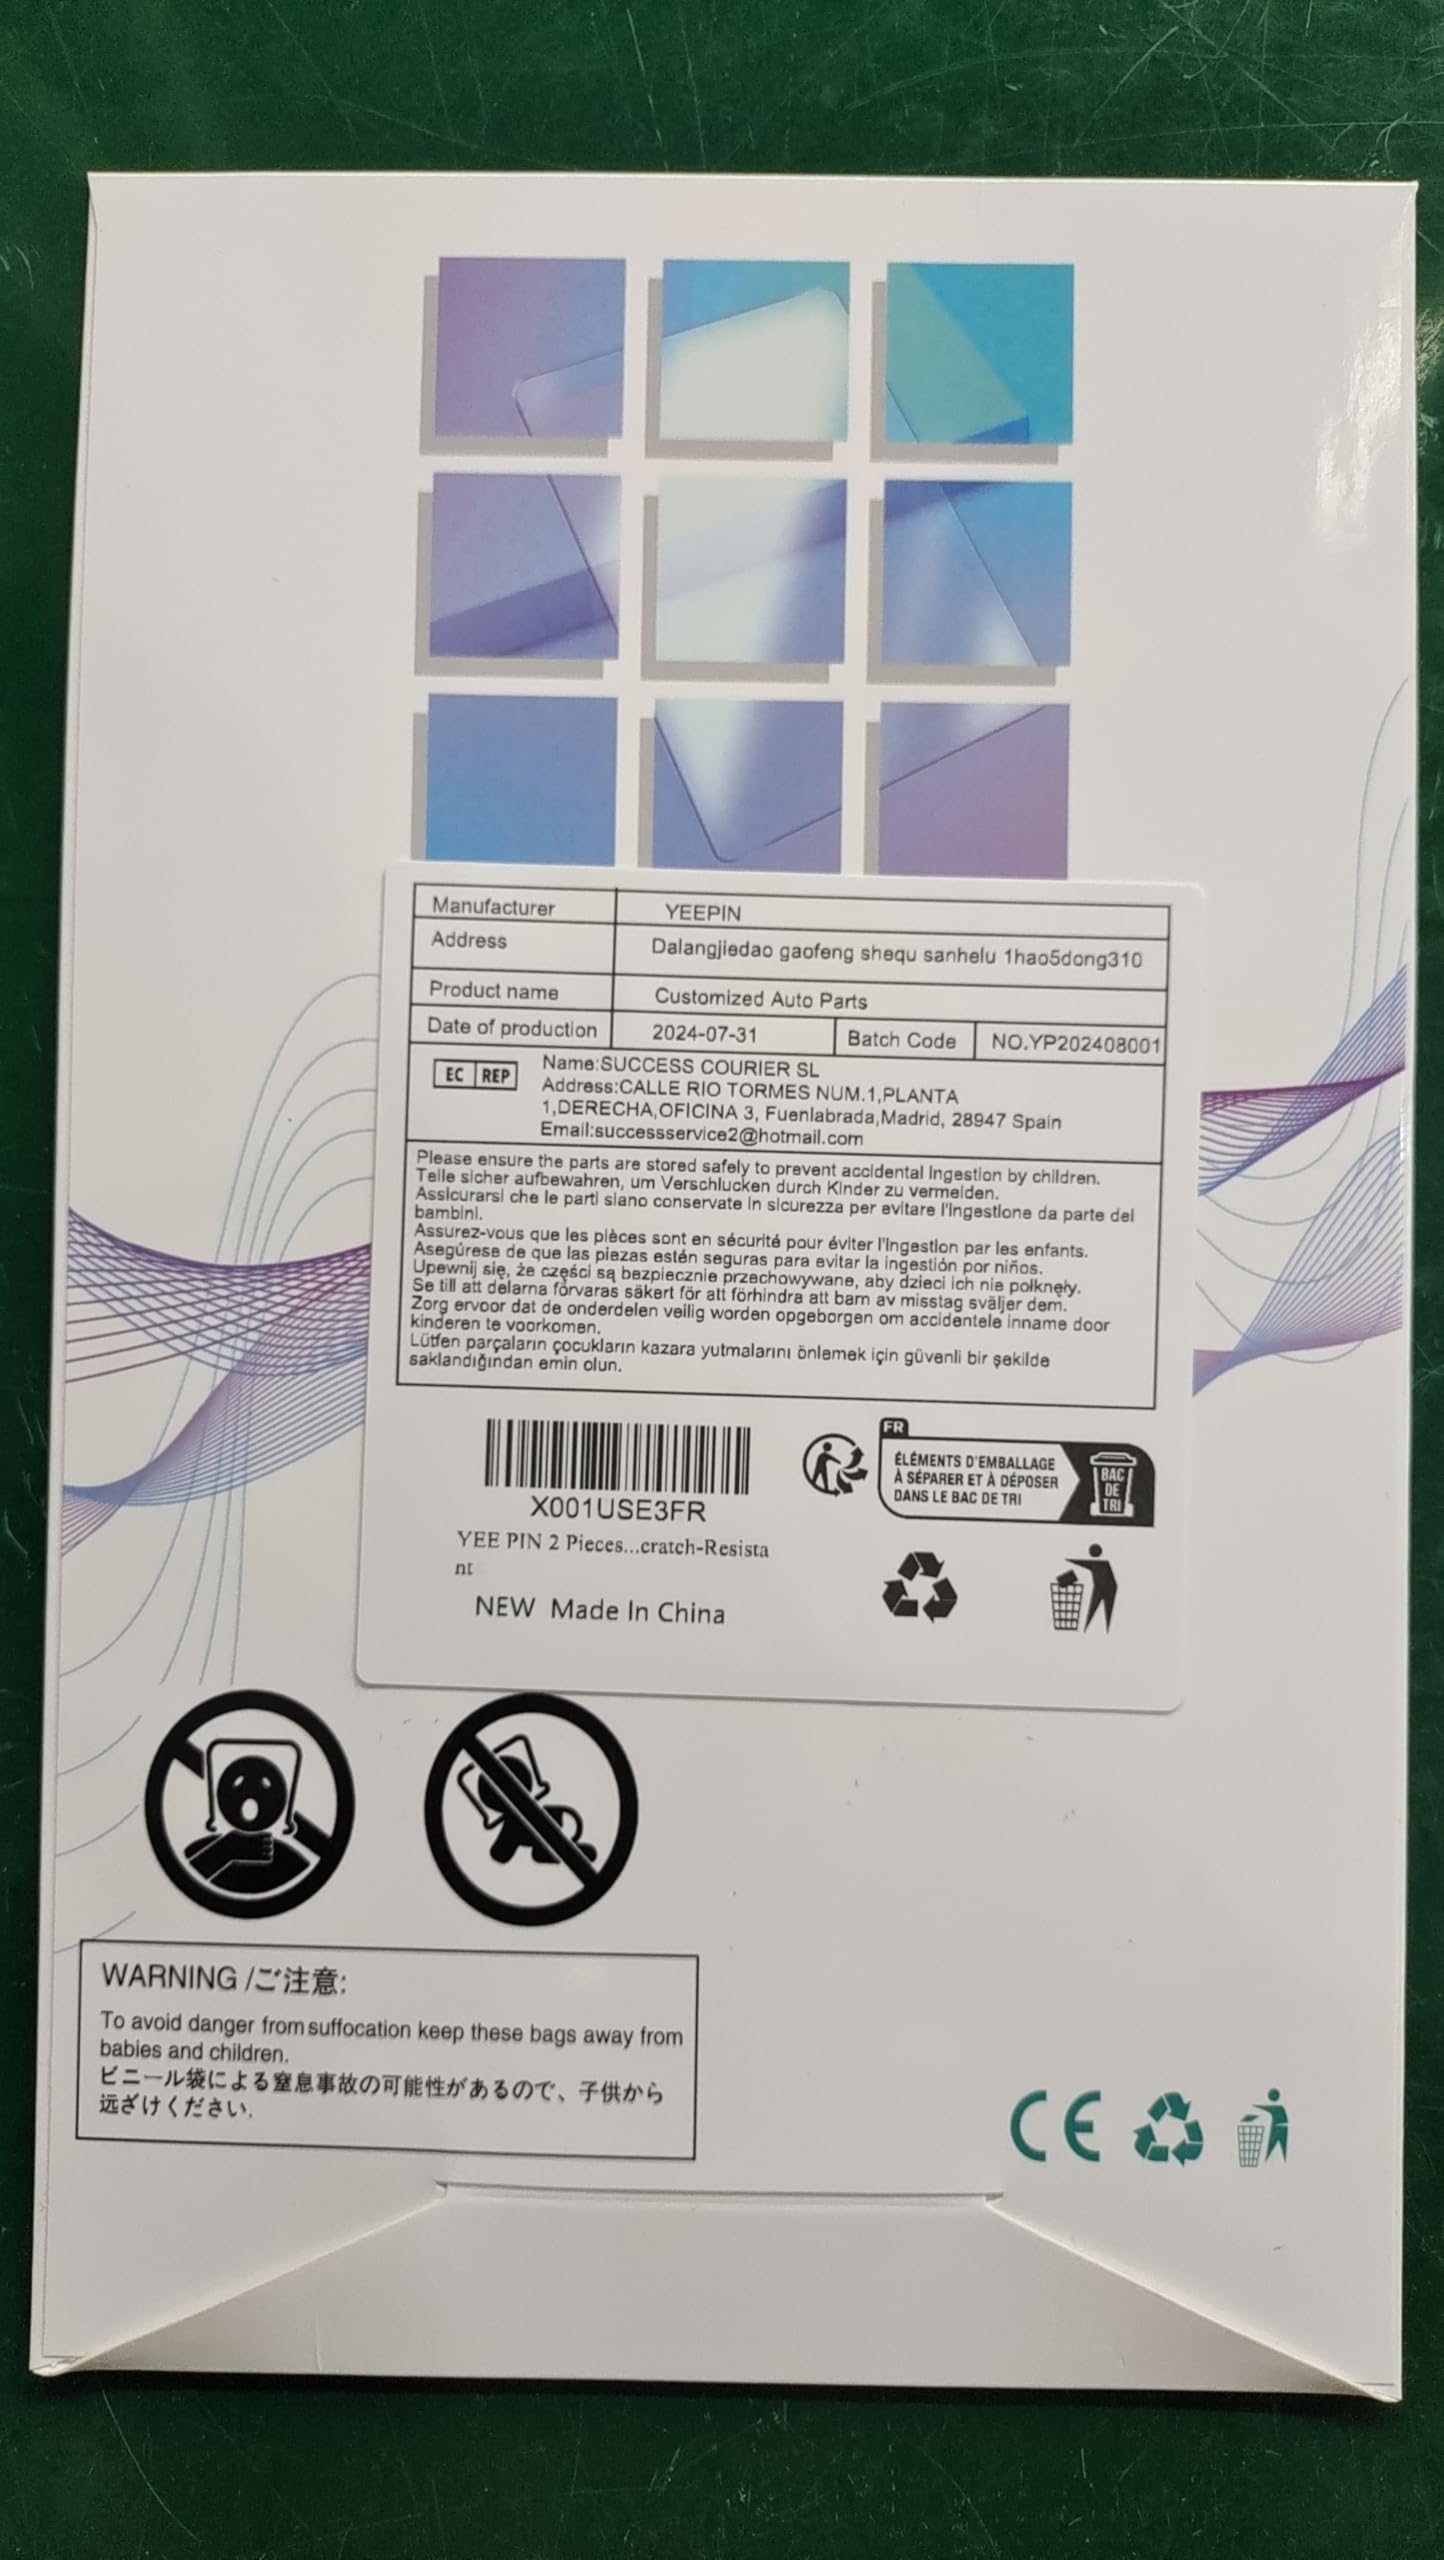 Manufacturer YEEPIN
Address Dalangjiedao gaofeng shequ sanhelu 1hao5dong310
Product name Customized Auto Parts
Date of production 2024-07-31 Batch Code NO.YP202408001
EC REP
Name:SUCCESS COURIER SL
Address:CALLE RIO TORMES NUM.1,PLANTA
1,DERECHA,OFICINA 3, Fuenlabrada,Madrid, 28947 Spain
Email:successservice2@hotmail.com
Please ensure the parts are stored safely to prevent accidental ingestion by children.
Teile sicher aufbewahren, um Verschlucken durch Kinder zu vermeiden.
Assicurarsi che le parti siano conservate in sicurezza per evitare l'ingestione da parte dei
bambini.
Assurez-vous que les pièces sont en sécurité pour éviter l'ingestion par les enfants.
Asegúrese de que las piezas estén seguras para evitar la ingestión por niños.
Upewnij się, że części są bezpiecznie przechowywane, aby dzieci ich nie połknęły.
Se till att delarna förvaras säkert för att förhindra att barn av misstag sväljer dem.
Zorg ervoor dat de onderdelen veilig worden opgeborgen om accidentele inname door
kinderen te voorkomen.
Lütfen parçaların çocukların kazara yutmalarını önlemek için güvenli bir şekilde
saklandığından emin olun.
X001USE3FR
YEE PIN 2 Pieces...cratch-Resista
nt
NEW Made In China
FR
ÉLÉMENTS D'EMBALLAGE
À SÉPARER ET À DÉPOSER
DANS LE BAC DE TRI
BAC
DE
TRI
WARNING /ご注意:
To avoid danger from suffocation keep these bags away from
babies and children.
ビニール袋による窒息事故の可能性があるので、子供から
遠ざけください.
CE